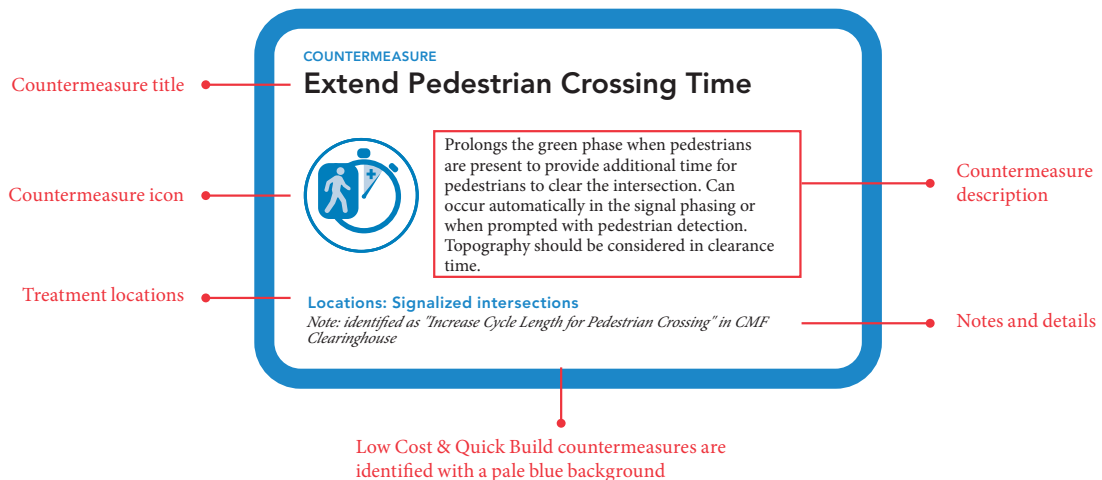 COUNTERMEASURE
Countermeasure title
Extend Pedestrian Crossing Time
Countermeasure icon
Prolongs the green phase when pedestrians
are present to provide additional time for
pedestrians to clear the intersection. Can
occur automatically in the signal phasing or
when prompted with pedestrian detection.
Topography should be considered in clearance
time.
Countermeasure
description
Treatment locations
Locations: Signalized intersections
Note: identified as "Increase Cycle Length for Pedestrian Crossing" in CMF
Clearinghouse
Notes and details
Low Cost & Quick Build countermeasures are
identified with a pale blue background